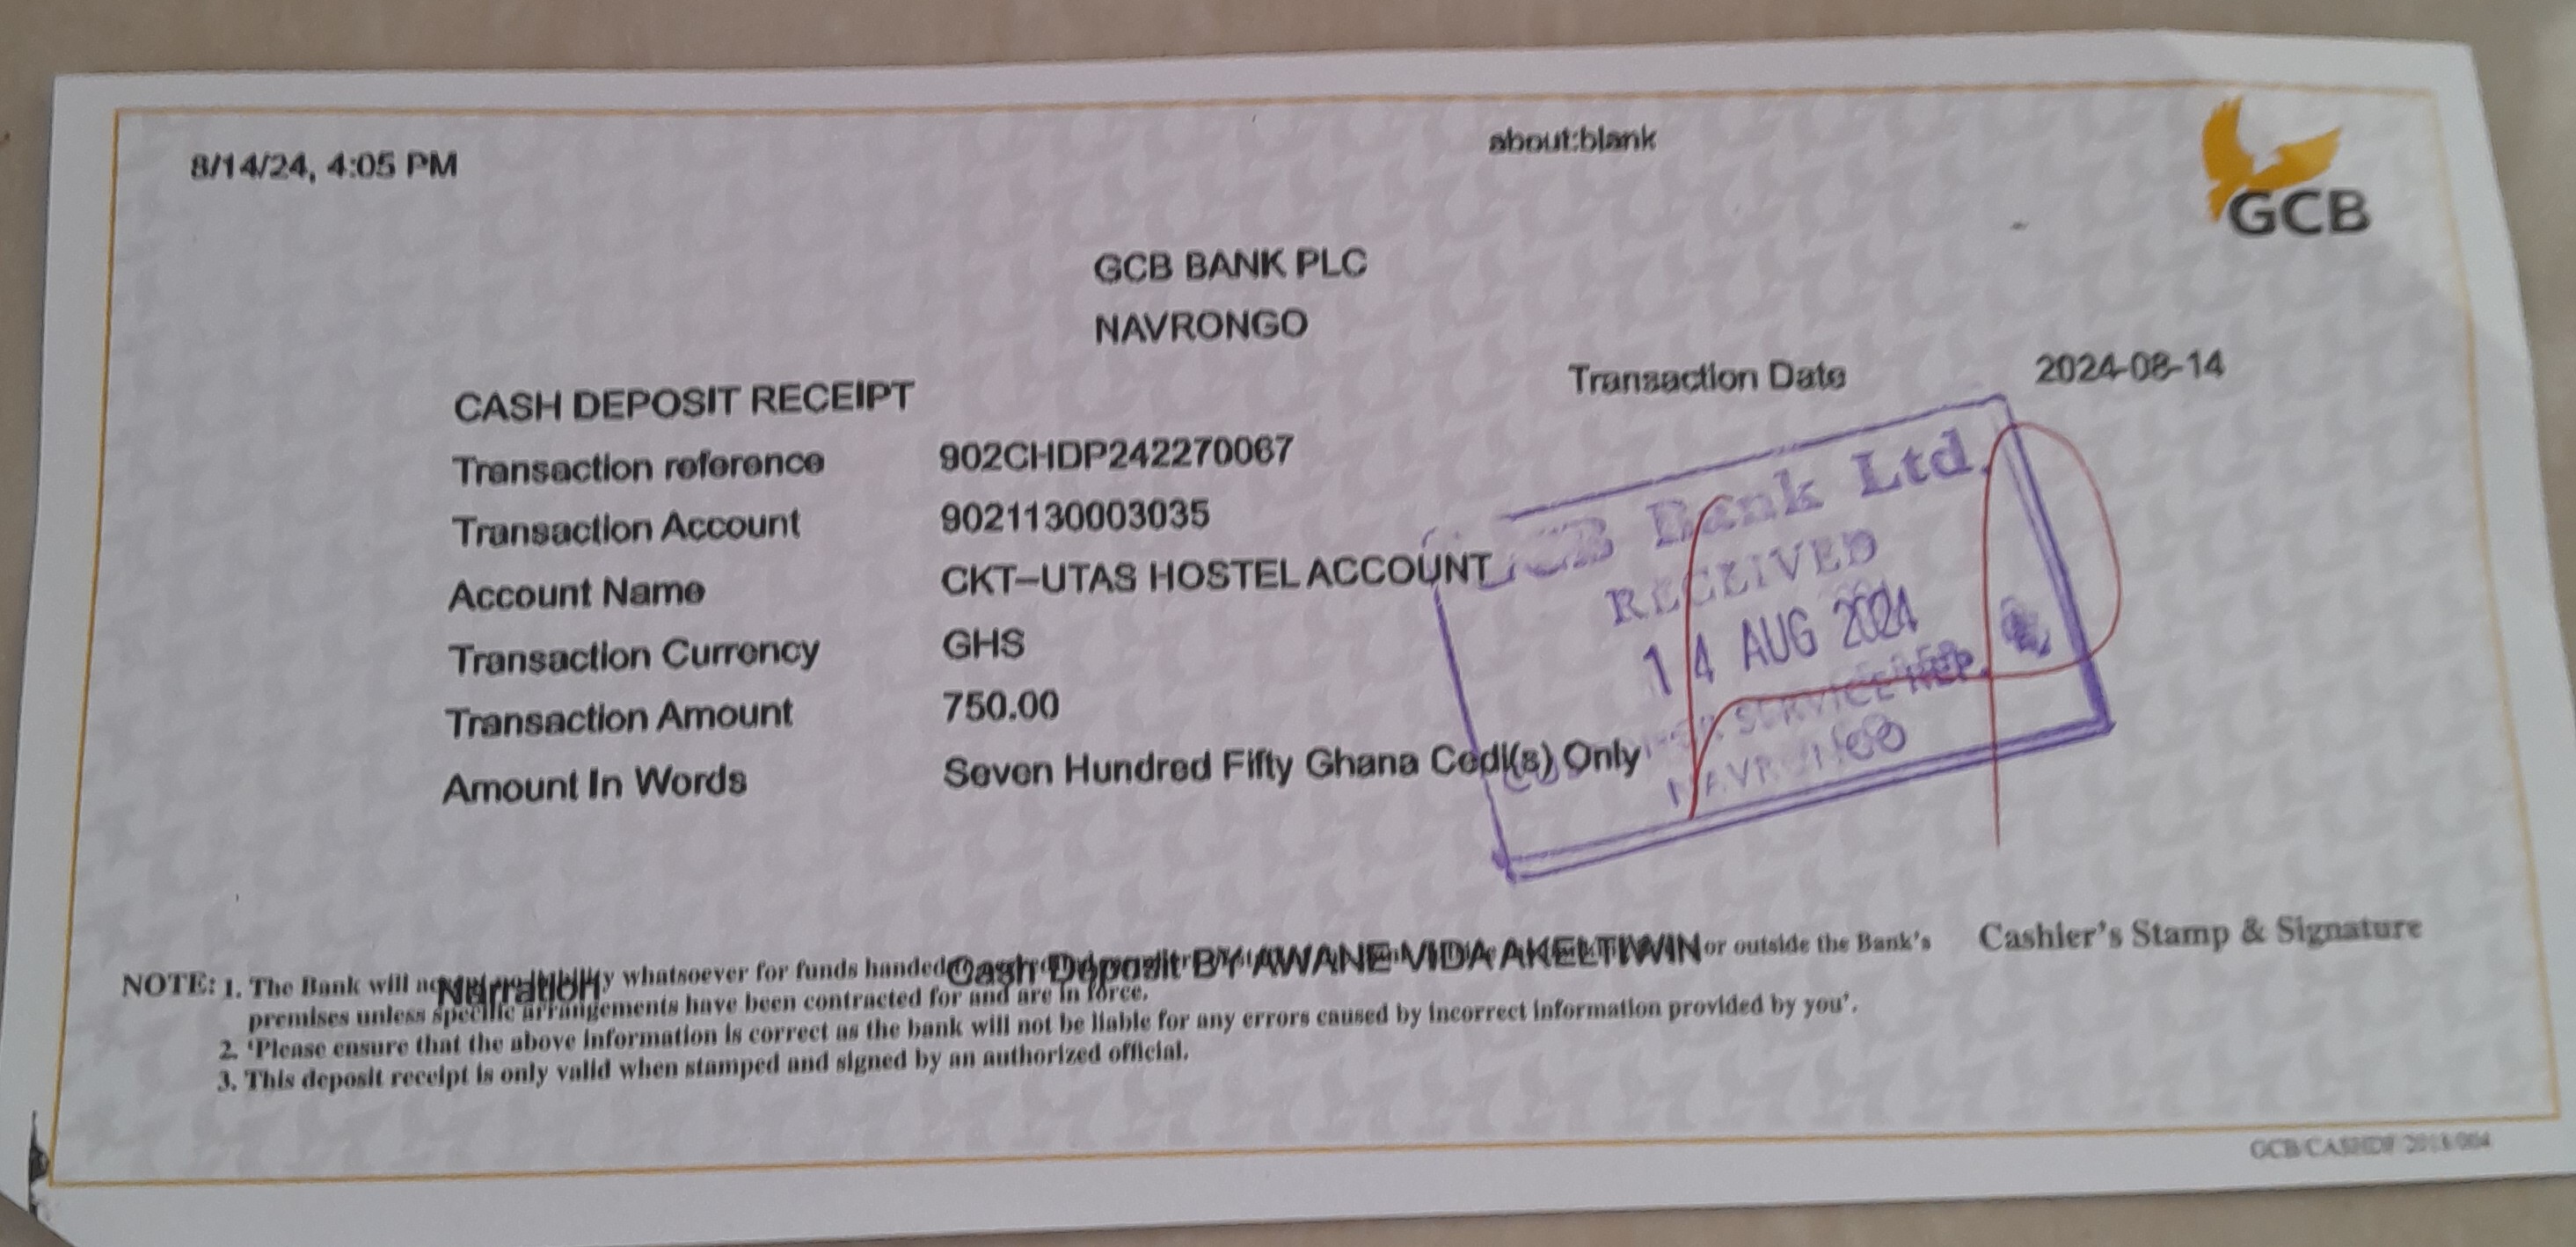 8/14/24, 4:05 PM
about:blank
GCB
GCB BANK PLC
NAVRONGO
Transaction Date 2024-08-14
CASH DEPOSIT RECEIPT
Transaction reference 902CHDP242270067
Transaction Account 9021130003035
Account Name CKT-UTAS HOSTEL ACCOUNT
Transaction Currency GHS
Transaction Amount 750.00
Amount In Words Seven Hundred Fifty Ghana Cedi(s) Only
GCB Bank Ltd.
RECEIVED
14 AUG 2024
SERVICE REP.
NAVRONGO
Cashier's Stamp & Signature
Narration Cash Deposit BY AWANE VIDA AKELTIWIN
NOTE: 1. The Bank will whatsoever for funds handed or outside the Bank's
premises unless specific arrangements have been contracted for and are in force.
2. 'Please ensure that the above information is correct as the bank will not be liable for any errors caused by incorrect information provided by you'.
3. This deposit receipt is only valid when stamped and signed by an authorized official.